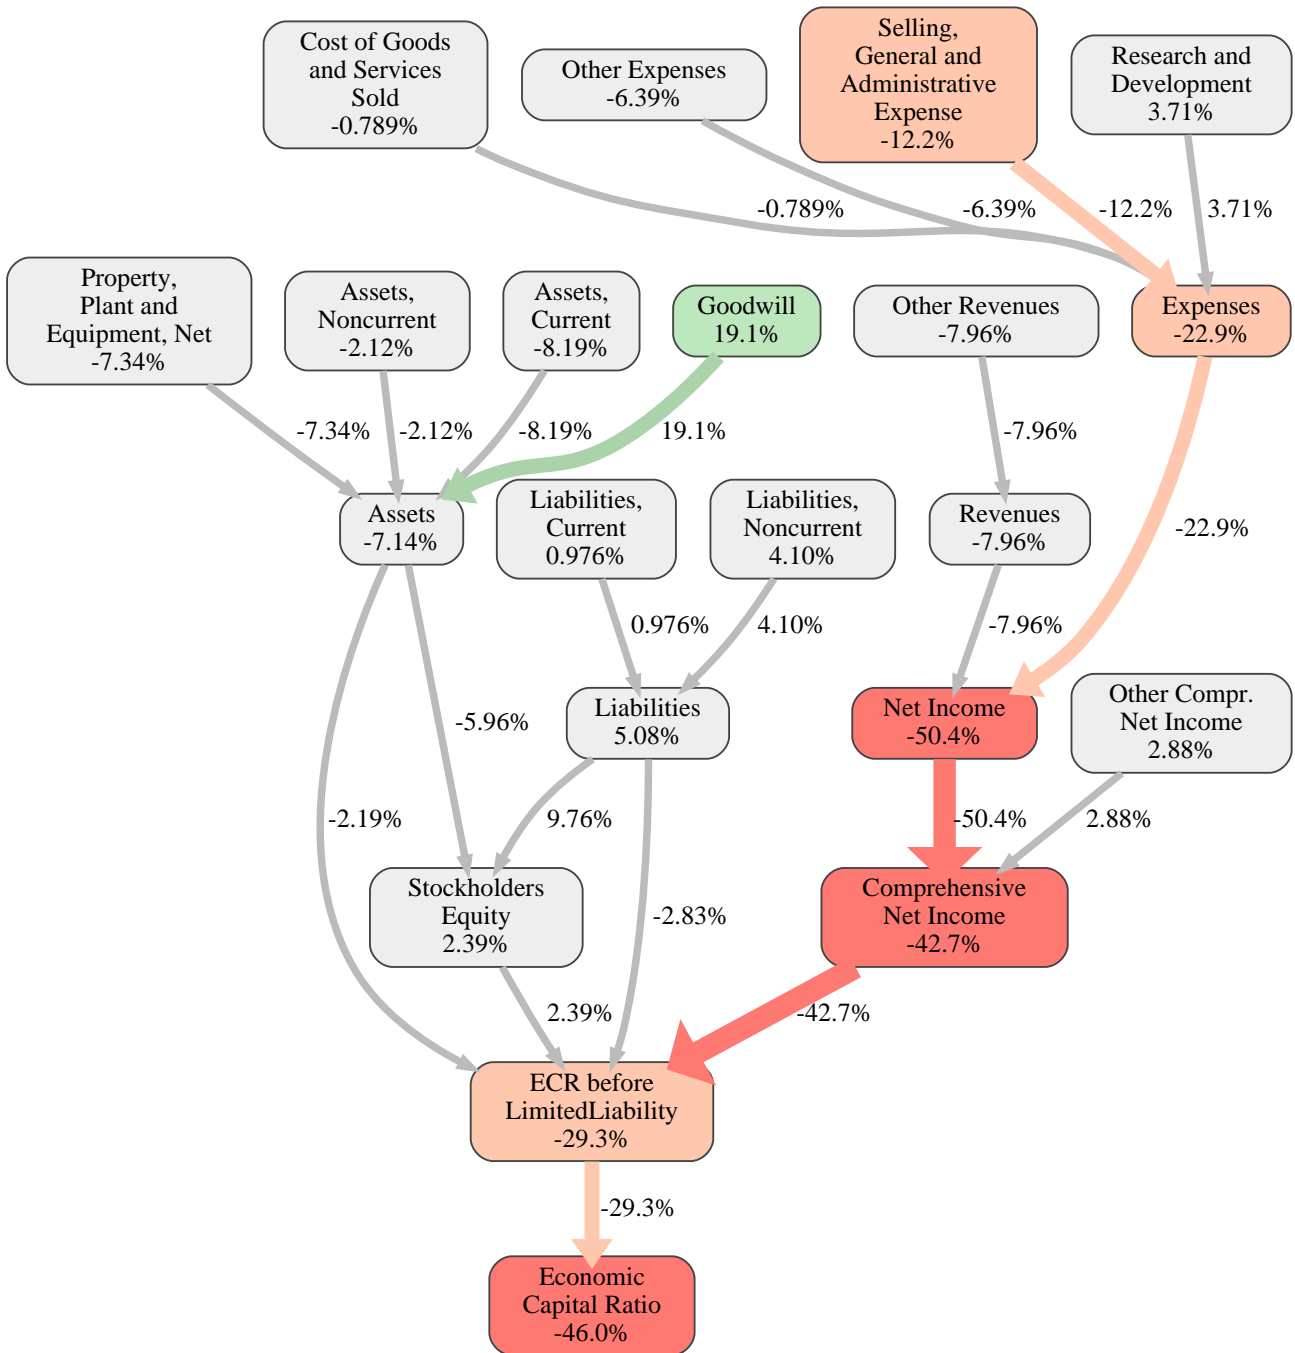 Cost of Goods
and Services
Sold
-0.789%
Other Expenses
-6.39%
Selling,
General and
Administrative
Expense
-12.2%
Research and
Development
3.71%
-0.789%
-6.39%
-12.2%
3.71%
Property,
Plant and
Equipment, Net
-7.34%
Assets,
Noncurrent
-2.12%
Assets,
Current
-8.19%
Goodwill
19.1%
Other Revenues
-7.96%
Expenses
-22.9%
-7.34%
-2.12%
-8.19%
19.1%
-7.96%
-22.9%
Assets
-7.14%
Liabilities,
Current
0.976%
Liabilities,
Noncurrent
4.10%
Revenues
-7.96%
0.976%
4.10%
-7.96%
Liabilities
5.08%
Net Income
-50.4%
Other Compr.
Net Income
2.88%
-5.96%
-2.19%
9.76%
-50.4%
2.88%
Stockholders
Equity
2.39%
-2.83%
Comprehensive
Net Income
-42.7%
2.39%
-42.7%
ECR before
LimitedLiability
-29.3%
-29.3%
Economic
Capital Ratio
-46.0%